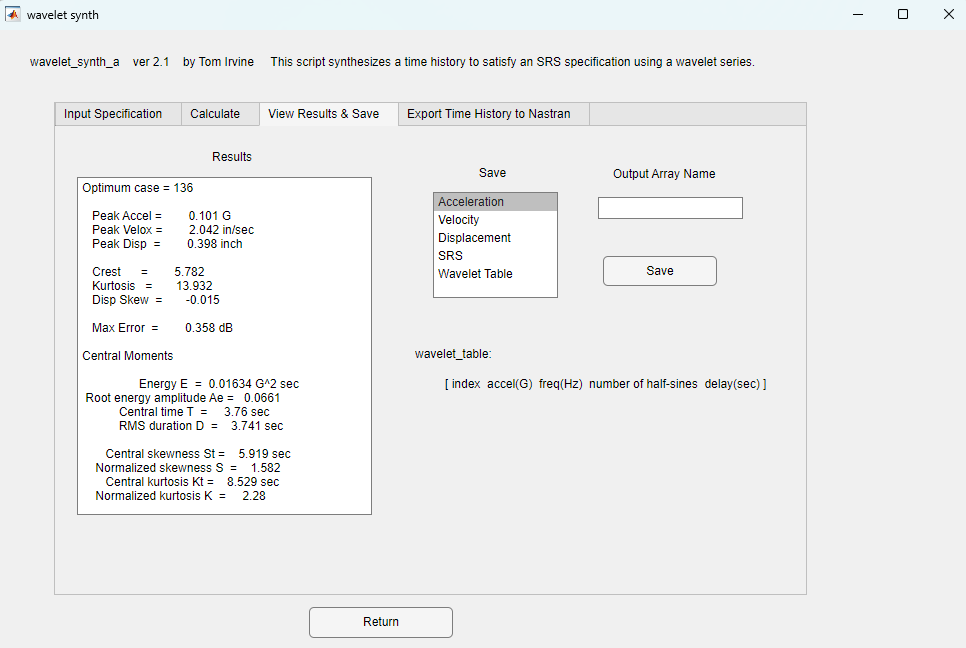 wavelet synth
wavelet_synth_a ver 2.1 by Tom Irvine This script synthesizes a time history to satisfy an SRS specification using a wavelet series.
Input Specification Calculate View Results & Save Export Time History to Nastran
Results
Optimum case = 136
Peak Accel = 0.101 G
Peak Velox = 2.042 in/sec
Peak Disp = 0.398 inch
Crest = 5.782
Kurtosis = 13.932
Disp Skew = -0.015
Max Error = 0.358 dB
Central Moments
Energy E = 0.01634 G^2 sec
Root energy amplitude Ae = 0.0661
Central time T = 3.76 sec
RMS duration D = 3.741 sec
Central skewness St = 5.919 sec
Normalized skewness S = 1.582
Central kurtosis Kt = 8.529 sec
Normalized kurtosis K = 2.28
Save
Acceleration
Velocity
Displacement
SRS
Wavelet Table
Output Array Name
Save
wavelet_table:
[ index accel(G) freq(Hz) number of half-sines delay(sec) ]
Return